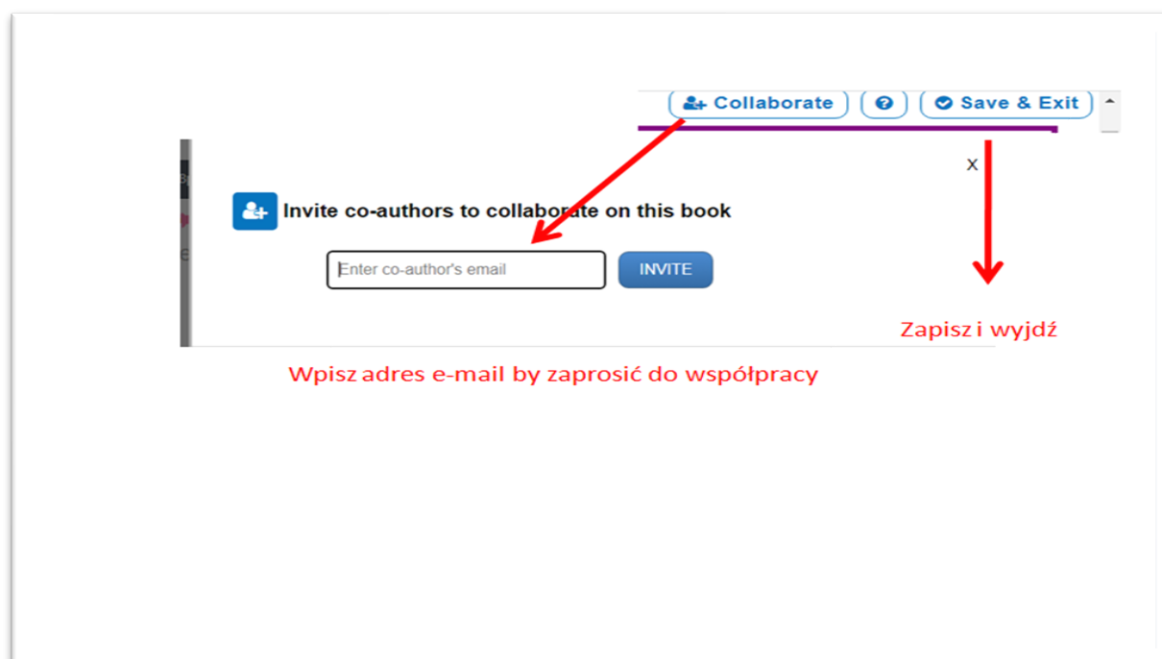 Collaborate ? Save & Exit
X
Invite co-authors to collaborate on this book
Enter co-author's email INVITE
Zapisz i wyjdź
Wpisz adres e-mail by zaprosić do współpracy